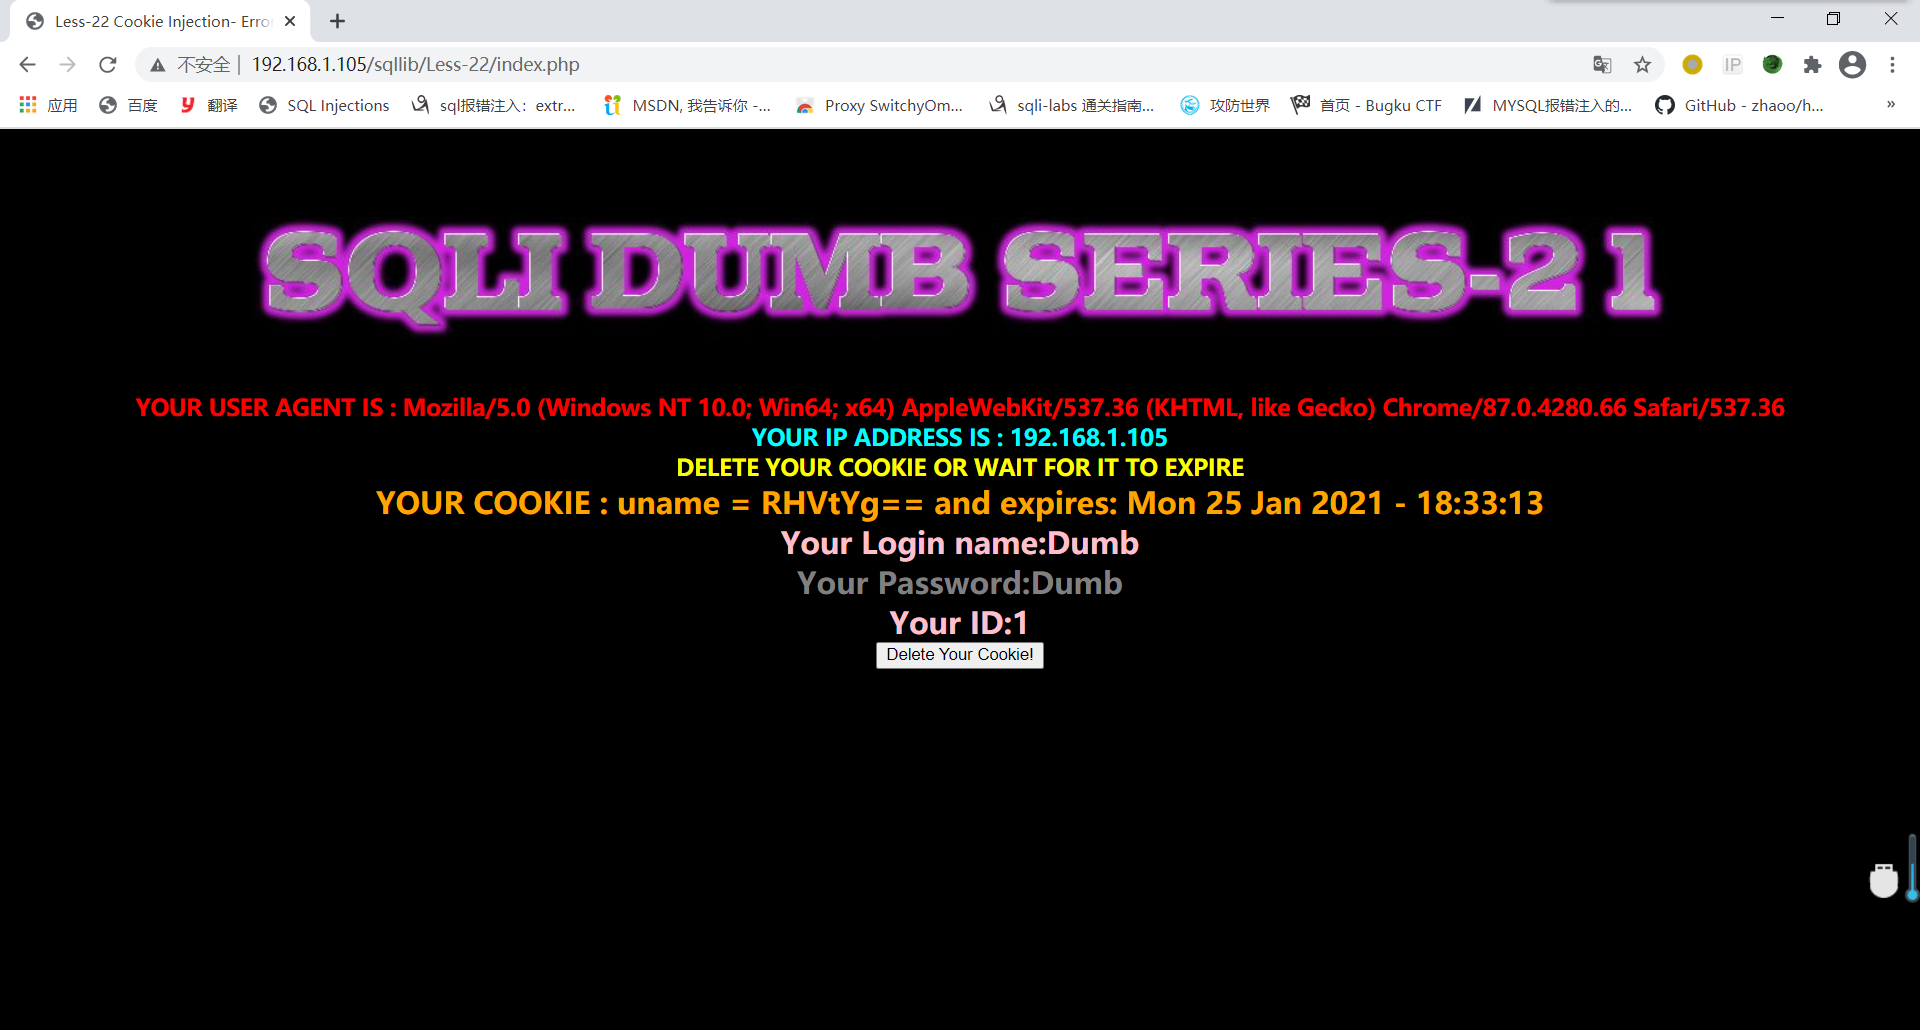 Less-22 Cookie Injection- Erro
不安全 | 192.168.1.105/sqllib/Less-22/index.php
IP
应用 百度 翻译 SQL Injections sql报错注入：extr... MSDN, 我告诉你 -... Proxy SwitchyOm... sqli-labs 通关指南... 攻防世界 首页 - Bugku CTF MYSQL报错注入的... GitHub - zhaoo/h... »
SQLI DUMB SERIES-21
YOUR USER AGENT IS : Mozilla/5.0 (Windows NT 10.0; Win64; x64) AppleWebKit/537.36 (KHTML, like Gecko) Chrome/87.0.4280.66 Safari/537.36
YOUR IP ADDRESS IS : 192.168.1.105
DELETE YOUR COOKIE OR WAIT FOR IT TO EXPIRE
YOUR COOKIE : uname = RHVtYg== and expires: Mon 25 Jan 2021 - 18:33:13
Your Login name:Dumb
Your Password:Dumb
Your ID:1
Delete Your Cookie!